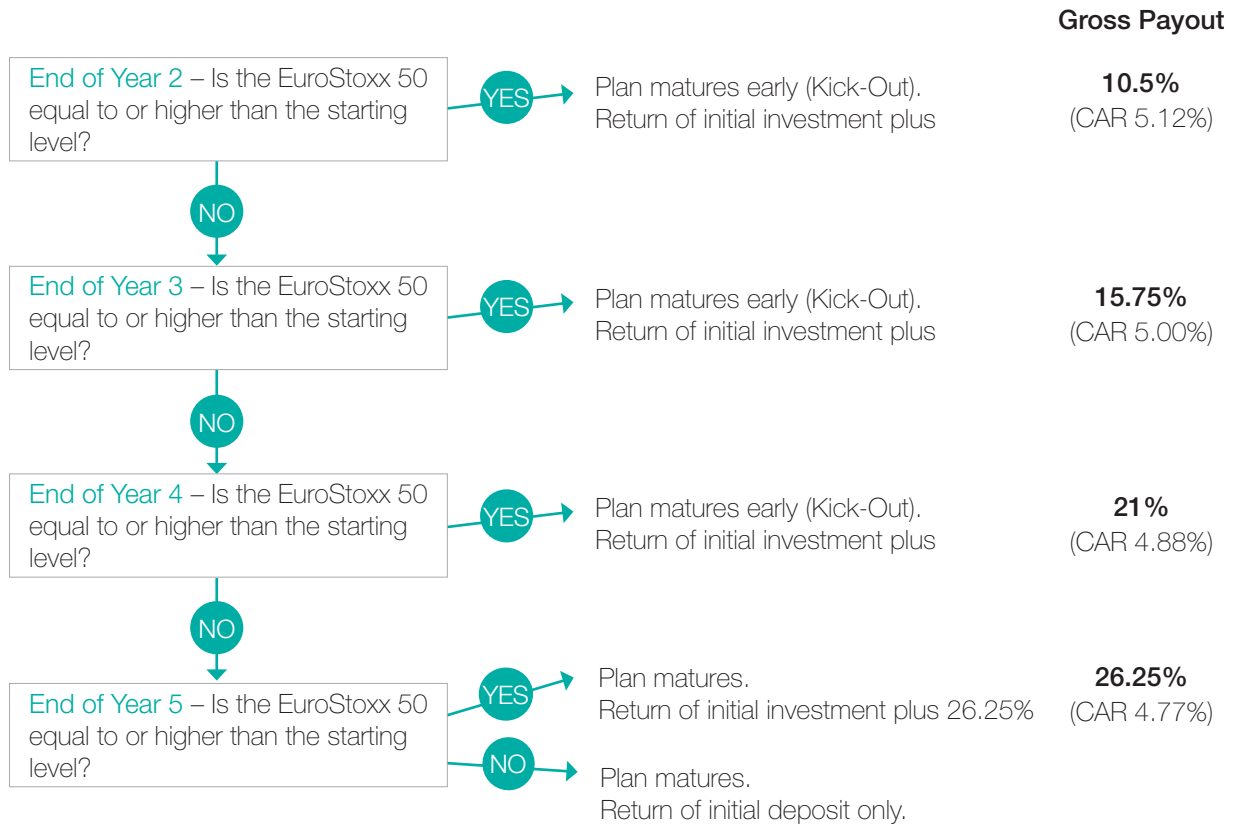 Gross Payout
End of Year 2 – Is the EuroStoxx 50
equal to or higher than the starting
level?
YES
Plan matures early (Kick-Out).
Return of initial investment plus
10.5%
(CAR 5.12%)
NO
End of Year 3 – Is the EuroStoxx 50
equal to or higher than the starting
level?
YES
Plan matures early (Kick-Out).
Return of initial investment plus
15.75%
(CAR 5.00%)
NO
End of Year 4 – Is the EuroStoxx 50
equal to or higher than the starting
level?
YES
Plan matures early (Kick-Out).
Return of initial investment plus
21%
(CAR 4.88%)
NO
End of Year 5 – Is the EuroStoxx 50
equal to or higher than the starting
level?
YES
Plan matures.
Return of initial investment plus 26.25%
26.25%
(CAR 4.77%)
NO
Plan matures.
Return of initial deposit only.